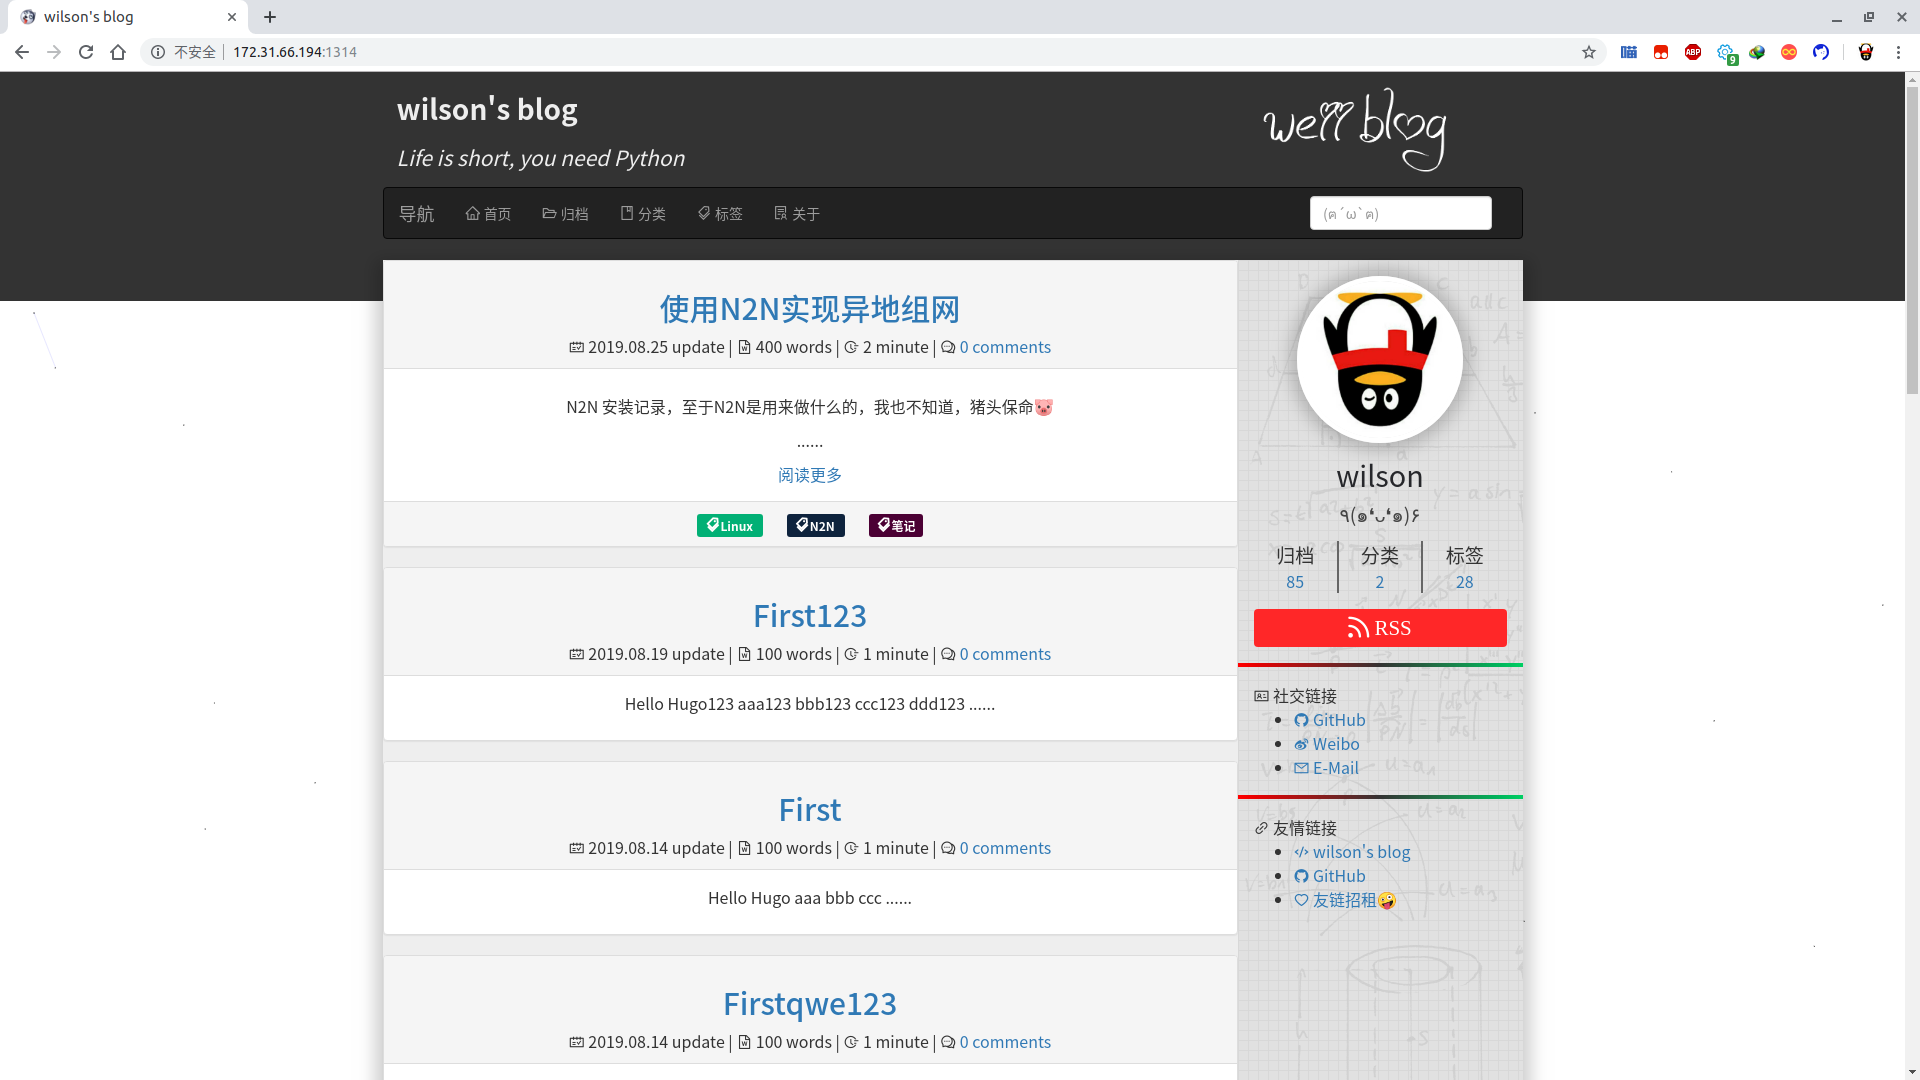 wilson's blog
不安全 172.31.66.194:1314
ABP
9
wilson's blog
well blog
Life is short, you need Python
导航 首页 归档 分类 标签 关于
(ฅ´ω`ฅ)
使用N2N实现异地组网
2019.08.25 update | 400 words | 2 minute | 0 comments
N2N 安装记录，至于N2N是用来做什么的，我也不知道，猪头保命🐷
......
阅读更多
Linux N2N 笔记
First123
2019.08.19 update | 100 words | 1 minute | 0 comments
Hello Hugo123 aaa123 bbb123 ccc123 ddd123 ......
First
2019.08.14 update | 100 words | 1 minute | 0 comments
Hello Hugo aaa bbb ccc ......
Firstqwe123
2019.08.14 update | 100 words | 1 minute | 0 comments
wilson
٩(๑❛ᴗ❛๑)۶
归档 分类 标签
85 2 28
RSS
社交链接
GitHub
Weibo
E-Mail
友情链接
wilson's blog
GitHub
友链招租🤪